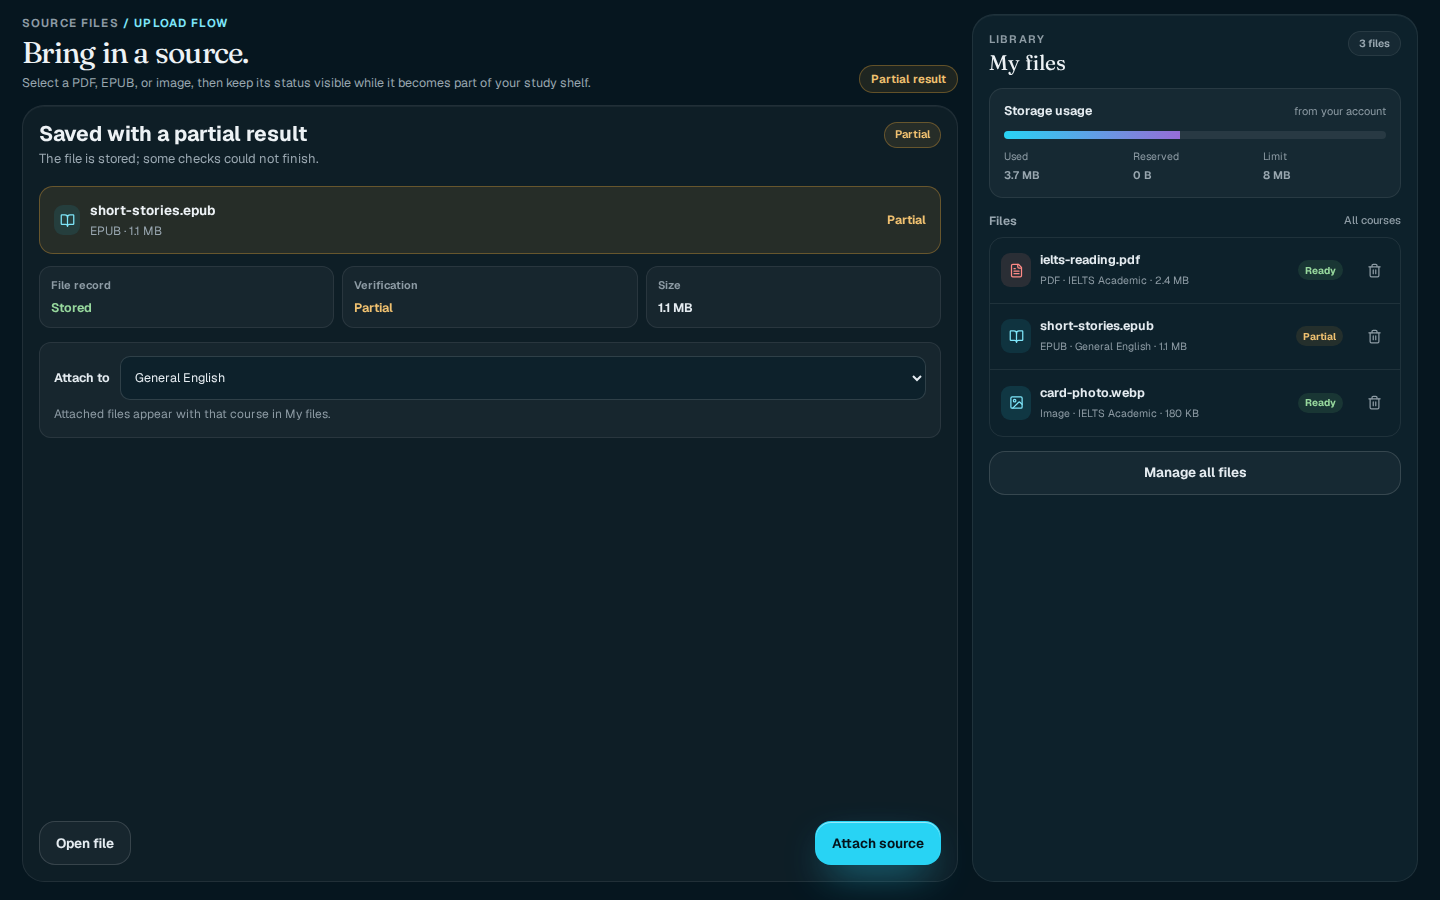 SOURCE FILES / UPLOAD FLOW
Bring in a source.
Select a PDF, EPUB, or image, then keep its status visible while it becomes part of your study shelf.
Partial result
Saved with a partial result
Partial
The file is stored; some checks could not finish.
short-stories.epub
EPUB · 1.1 MB
Partial
File record
Stored
Verification
Partial
Size
1.1 MB
Attach to
General English
Attached files appear with that course in My files.
Open file
Attach source
LIBRARY
My files
3 files
Storage usage
from your account
Used
3.7 MB
Reserved
0 B
Limit
8 MB
Files
All courses
ielts-reading.pdf
PDF · IELTS Academic · 2.4 MB
Ready
short-stories.epub
EPUB · General English · 1.1 MB
Partial
card-photo.webp
Image · IELTS Academic · 180 KB
Ready
Manage all files